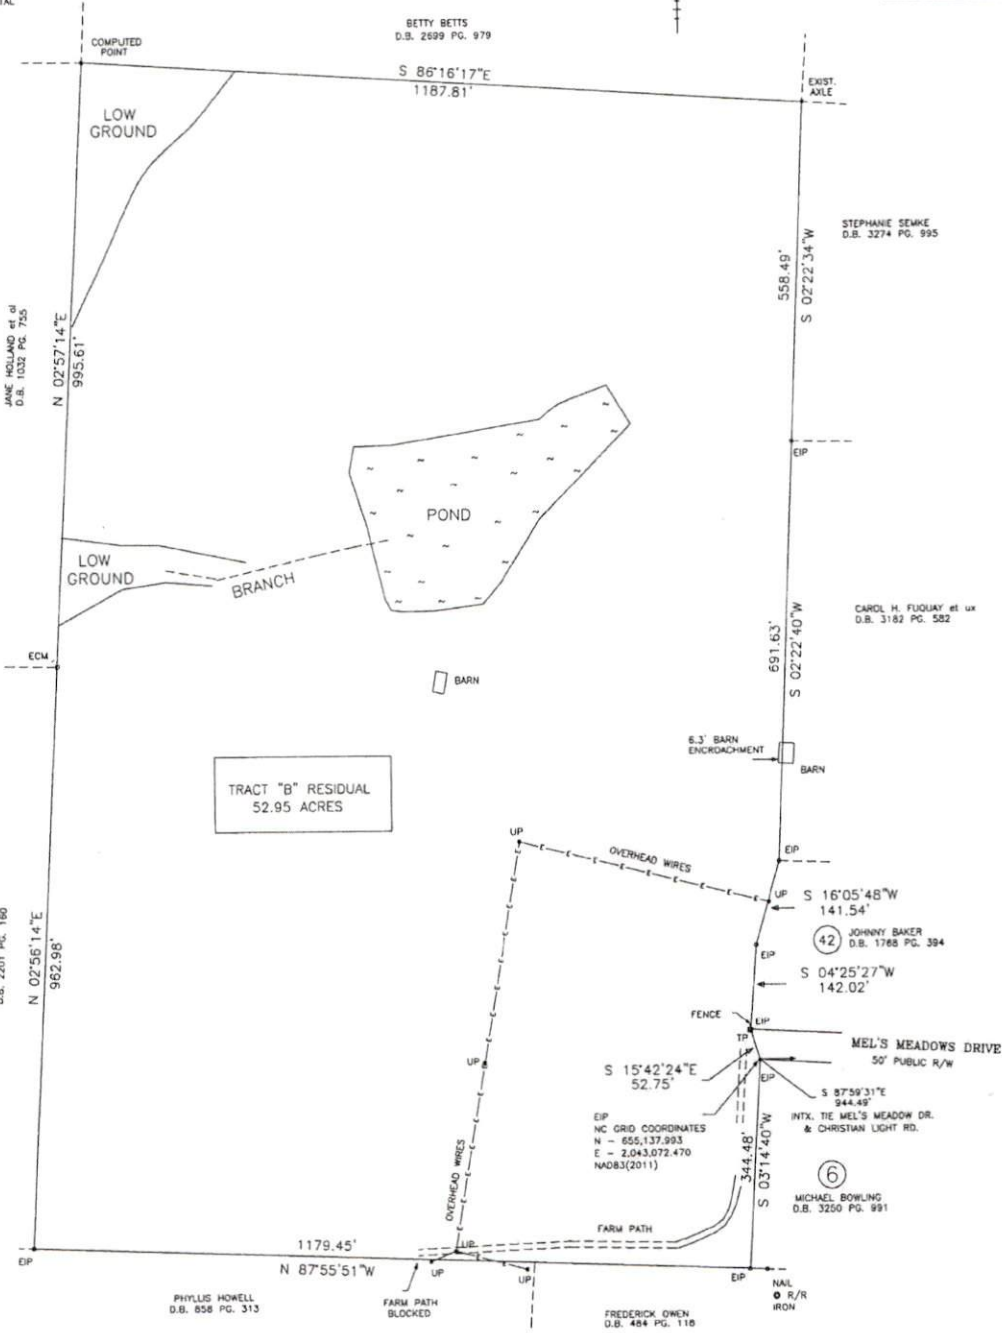 BETTY BETTS
D.B. 2699 PG. 979
COMPUTED
POINT
S 86°16'17"E
1187.81'
EXIST.
AXLE
LOW
GROUND
STEPHANIE SEMKE
D.B. 3274 PG. 995
558.49'
S 02°22'34"W
JANE HOLLAND et al
D.B. 1032 PG. 755
N 02°57'14"E
995.61'
EIP
POND
LOW
GROUND
BRANCH
CAROL H. FUQUAY et ux
D.B. 3182 PG. 582
691.63'
S 02°22'40"W
ECM
BARN
6.3' BARN
ENCROACHMENT
BARN
TRACT "B" RESIDUAL
52.95 ACRES
UP
OVERHEAD WIRES
EIP
UP
S 16°05'48"W
141.54'
42
JOHNNY BAKER
D.B. 1768 PG. 394
EIP
D.B. 2201 PG. 160
N 02°56'14"E
962.98'
S 04°25'27"W
142.02'
FENCE
EIP
TP
MEL'S MEADOWS DRIVE
50' PUBLIC R/W
UP
S 15°42'24"E
52.75'
EIP
S 87°59'31"E
944.49'
INTX. TIE MEL'S MEADOW DR.
& CHRISTIAN LIGHT RD.
EIP
NC GRID COORDINATES
N - 655,137.993
E - 2,043,072.470
NAD83(2011)
344.48'
S 03°14'40"W
6
MICHAEL BOWLING
D.B. 3250 PG. 991
OVERHEAD WIRES
FARM PATH
UP
1179.45'
N 87°55'51"W
EIP
UP
UP
EIP
NAIL
R/R
IRON
PHYLLIS HOWELL
D.B. 858 PG. 313
FARM PATH
BLOCKED
FREDERICK OWEN
D.B. 484 PG. 118